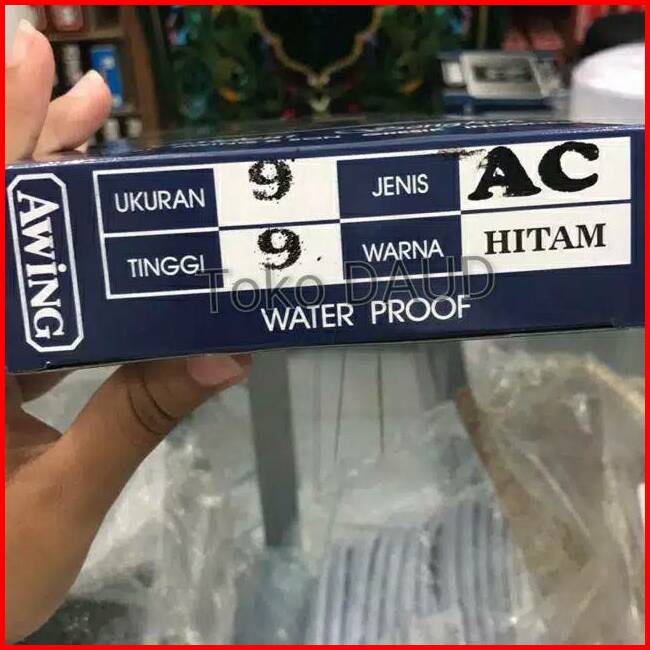 AWiNG
UKURAN 9 JENIS AC
TINGGI 9 WARNA HITAM
WATER PROOF
Toko DAUD